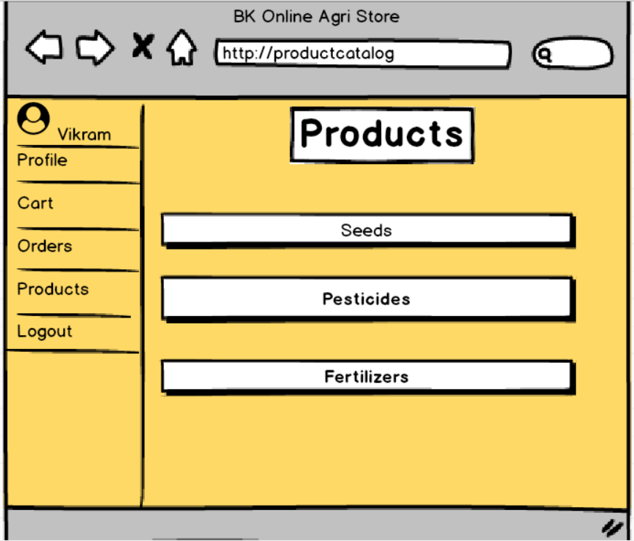 BK Online Agri Store
http://productcatalog
Vikram
Profile
Cart
Orders
Products
Logout
Products
Seeds
Pesticides
Fertilizers